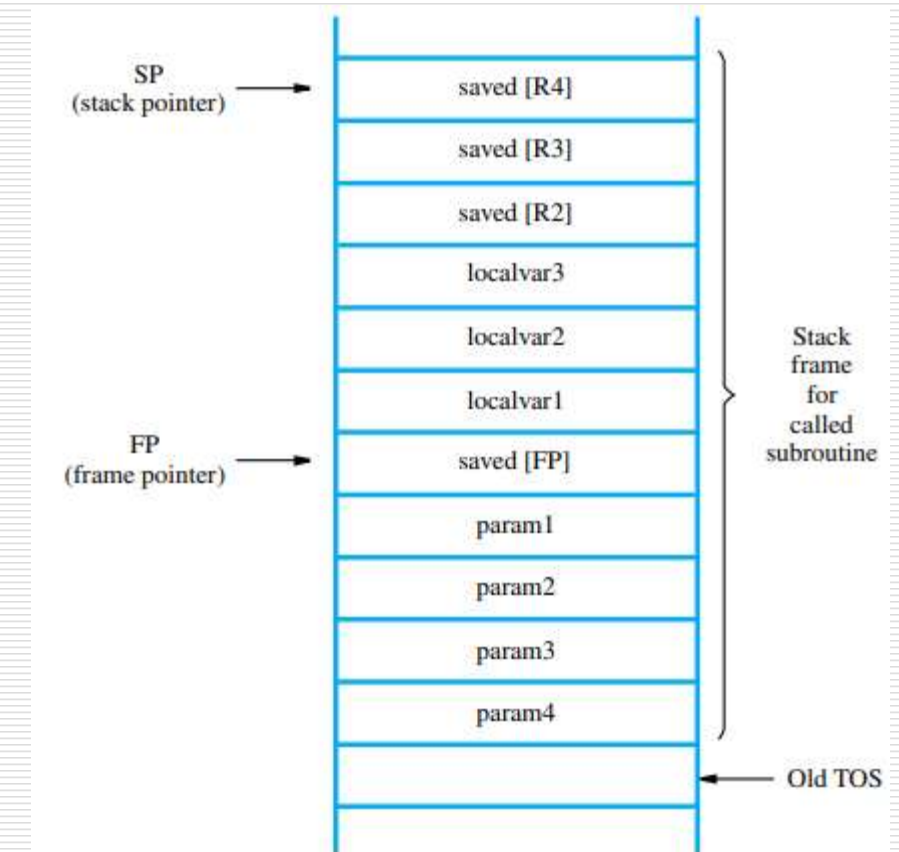 SP
(stack pointer)
saved [R4]
saved [R3]
saved [R2]
localvar3
localvar2
localvar1
FP
(frame pointer)
saved [FP]
param1
param2
param3
param4
Stack
frame
for
called
subroutine
Old TOS